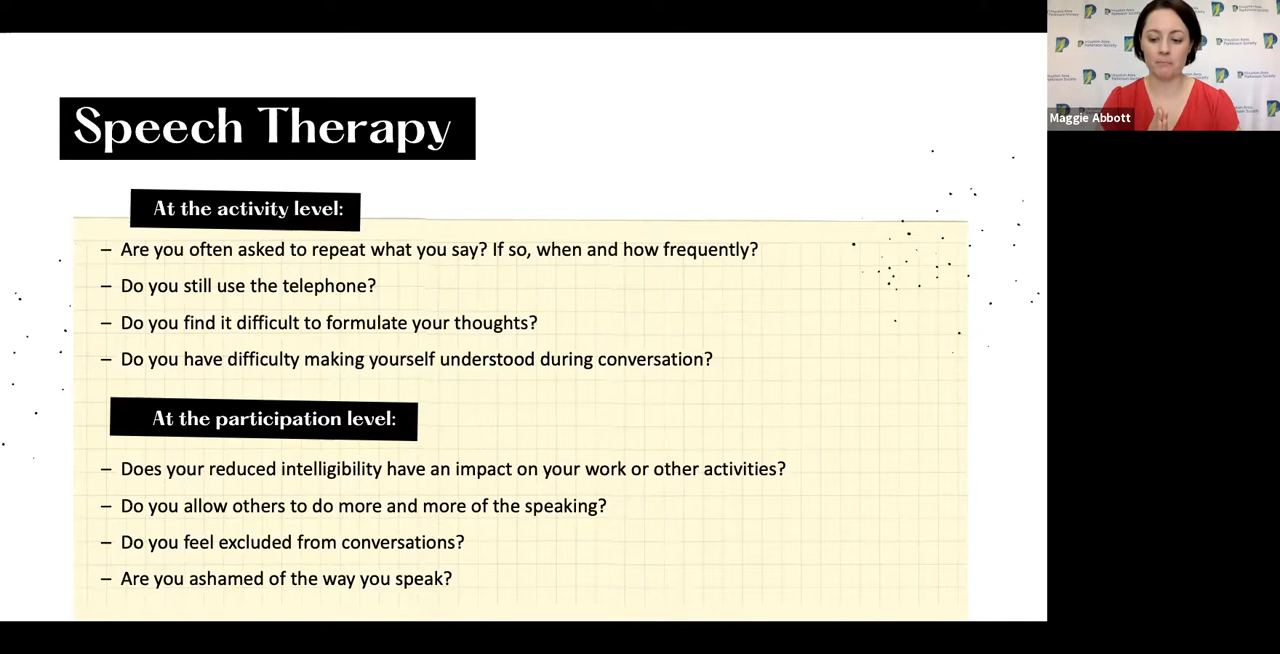 Speech Therapy
At the activity level:
– Are you often asked to repeat what you say? If so, when and how frequently?
– Do you still use the telephone?
– Do you find it difficult to formulate your thoughts?
– Do you have difficulty making yourself understood during conversation?
At the participation level:
– Does your reduced intelligibility have an impact on your work or other activities?
– Do you allow others to do more and more of the speaking?
– Do you feel excluded from conversations?
– Are you ashamed of the way you speak?
Houston Area
Parkinson Society
Maggie Abbott